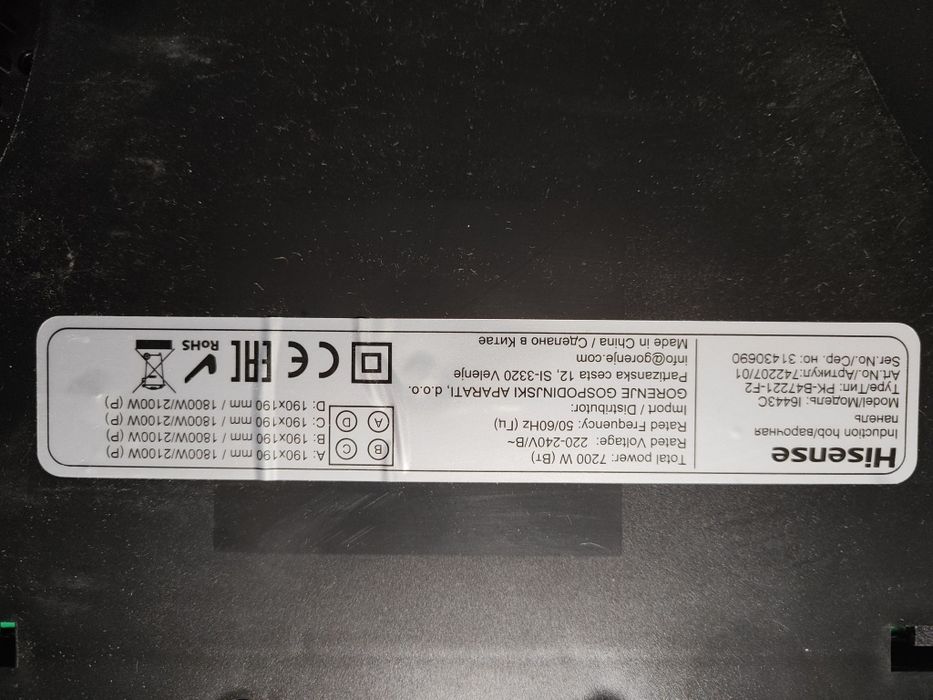 Hisense
Induction hob/варочная
панель
Model/Модель: I6443C
Type/Тип: PK-B47221-F2
Art.No./Артикул:742207/01
Ser.No./Сер. но: 31430690
Total power: 7200 W (Вт)
Rated Voltage: 220-240V/В~
Rated Frequency: 50/60Hz (Гц)
Import / Distributor:
GORENJE GOSPODINJSKI APARATI, d.o.o.
Partizanska cesta 12, SI-3320 Velenje
info@gorenje.com
Made in China / Сделано в Китае
B C
A D
A: 190x190 mm / 1800W/2100W (P)
B: 190x190 mm / 1800W/2100W (P)
C: 190x190 mm / 1800W/2100W (P)
D: 190x190 mm / 1800W/2100W (P)
CE EAC RoHS